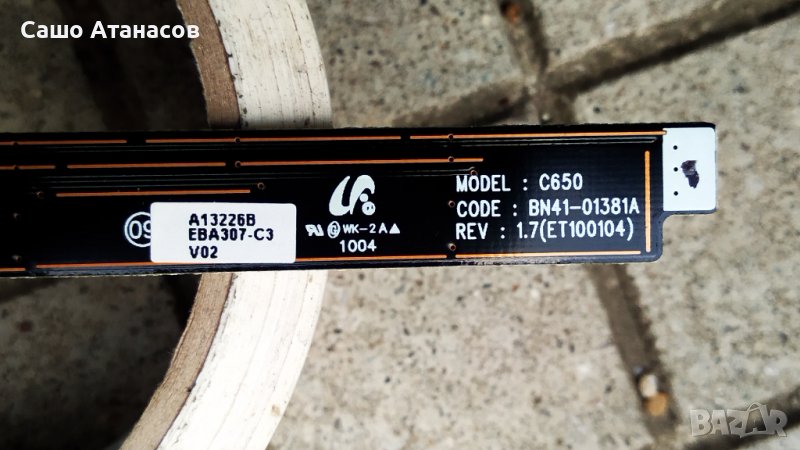 Сашо Атанасов
MODEL : C650
CODE : BN41-01381A
REV : 1.7(ET100104)
WK-2A
1004
09
A13226B
EBA307-C3
V02
BAZAR